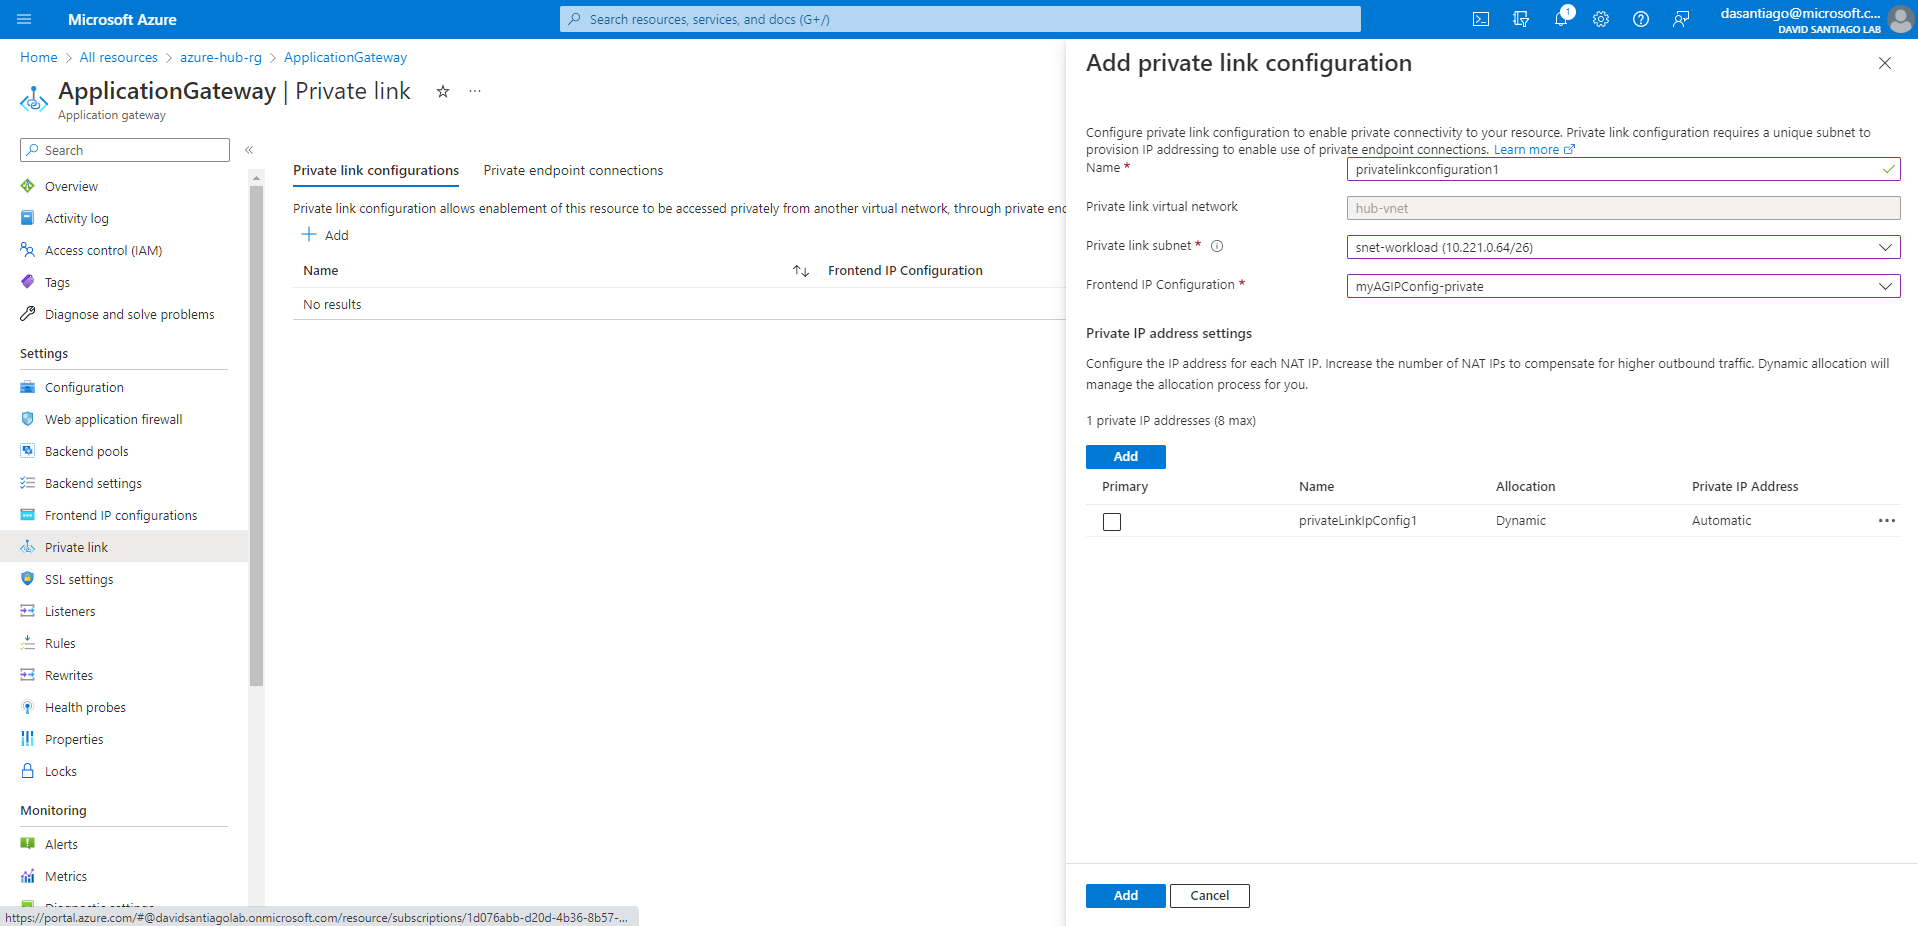 Microsoft Azure
Search resources, services, and docs (G+/)
1
dasantiago@microsoft.c...
DAVID SANTIAGO LAB
Home > All resources > azure-hub-rg > ApplicationGateway
ApplicationGateway | Private link
Application gateway
Search
Overview
Activity log
Access control (IAM)
Tags
Diagnose and solve problems
Settings
Configuration
Web application firewall
Backend pools
Backend settings
Frontend IP configurations
Private link
SSL settings
Listeners
Rules
Rewrites
Health probes
Properties
Locks
Monitoring
Alerts
Metrics
Diagnostic settings
https://portal.azure.com/#@davidsantiagolab.onmicrosoft.com/resource/subscriptions/1d076abb-d20d-4b36-8b57-...
Private link configurations
Private endpoint connections
Private link configuration allows enablement of this resource to be accessed privately from another virtual network, through private end
Add
Name
Frontend IP Configuration
No results
Add private link configuration
Configure private link configuration to enable private connectivity to your resource. Private link configuration requires a unique subnet to
provision IP addressing to enable use of private endpoint connections. Learn more
Name *
privatelinkconfiguration1
Private link virtual network
hub-vnet
Private link subnet *
snet-workload (10.221.0.64/26)
Frontend IP Configuration *
myAGIPConfig-private
Private IP address settings
Configure the IP address for each NAT IP. Increase the number of NAT IPs to compensate for higher outbound traffic. Dynamic allocation will
manage the allocation process for you.
1 private IP addresses (8 max)
Add
Primary Name Allocation Private IP Address
privateLinkIpConfig1 Dynamic Automatic
Add
Cancel